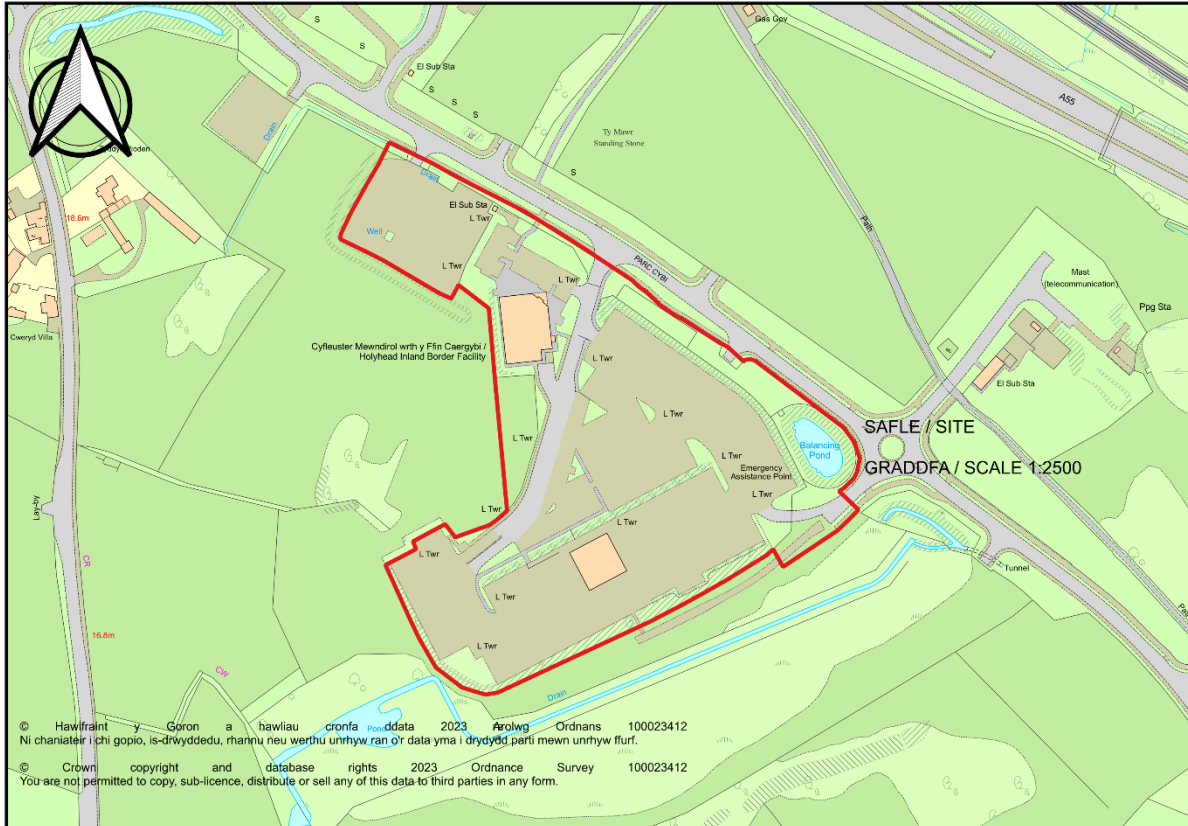 S
S
Gas Gov
El Sub Sta
S
S
S
A55
Drain
Ty Mawr
Standing Stone
S
Drain
18.6m
El Sub Sta
L Twr
Well
Path
L Twr
L Twr
PARC CYBI
Mast
(telecommunication)
Ppg Sta
Cweryd Villa
Cyfleuster Mewndirol wrth y Ffin Caergybi /
Holyhead Inland Border Facility
L Twr
El Sub Sta
L Twr
L Twr
SAFLE / SITE
Balancing
Pond
L Twr
Emergency
Assistance Point
GRADDFA / SCALE 1:2500
L Twr
Lay-by
L Twr
L Twr
L Twr
CR
Tunnel
L Twr
Path
16.8m
L Twr
CW
Drain
Pond
© Hawlfraint y Goron a hawliau cronfa ddata 2023 Arolwg Ordnans 100023412
Ni chaniateir i chi gopio, is-drwyddedu, rhannu neu werthu unrhyw ran o'r data yma i drydydd parti mewn unrhyw ffurf.
© Crown copyright and database rights 2023 Ordnance Survey 100023412
You are not permitted to copy, sub-licence, distribute or sell any of this data to third parties in any form.